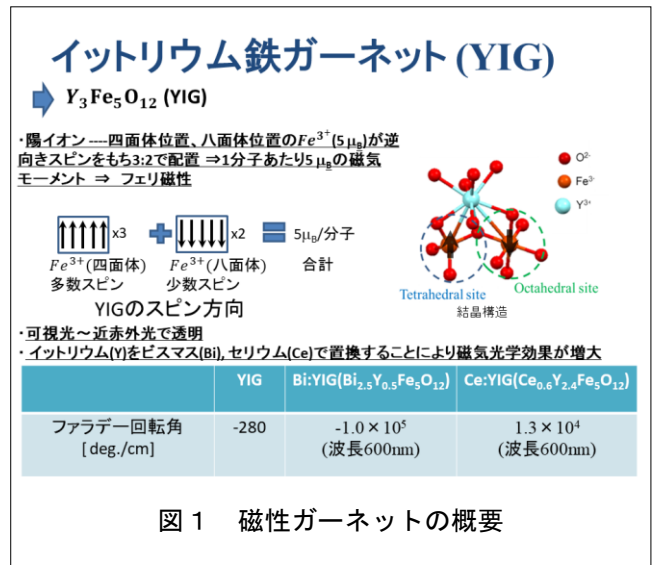 イットリウム鉄ガーネット (YIG)
Y₃Fe₅O₁₂ (YIG)
・陽イオン ----四面体位置、八面体位置のFe³⁺(5 μ_B)が逆
向きスピンをもち3:2で配置 ⇒1分子あたり5 μ_Bの磁気
モーメント ⇒ フェリ磁性
O²⁻
Fe³⁻
Y³⁺
x3
x2
5μ_B/分子
Fe³⁺(四面体)
多数スピン
Fe³⁺(八面体)
少数スピン
合計
YIGのスピン方向
Tetrahedral site
Octahedral site
結晶構造
・可視光～近赤外光で透明
・イットリウム(Y)をビスマス(Bi), セリウム(Ce)で置換することにより磁気光学効果が増大
YIG Bi:YIG(Bi₂.₅Y₀.₅Fe₅O₁₂) Ce:YIG(Ce₀.₆Y₂.₄Fe₅O₁₂)
ファラデー回転角 -280 -1.0 × 10⁵ 1.3 × 10⁴
[ deg./cm] (波長600nm) (波長600nm)
図１ 磁性ガーネットの概要